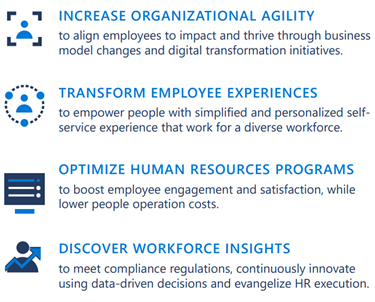 INCREASE ORGANIZATIONAL AGILITY
to align employees to impact and thrive through business
model changes and digital transformation initiatives.
TRANSFORM EMPLOYEE EXPERIENCES
to empower people with simplified and personalized self-
service experience that work for a diverse workforce.
OPTIMIZE HUMAN RESOURCES PROGRAMS
to boost employee engagement and satisfaction, while
lower people operation costs.
DISCOVER WORKFORCE INSIGHTS
to meet compliance regulations, continuously innovate
using data-driven decisions and evangelize HR execution.